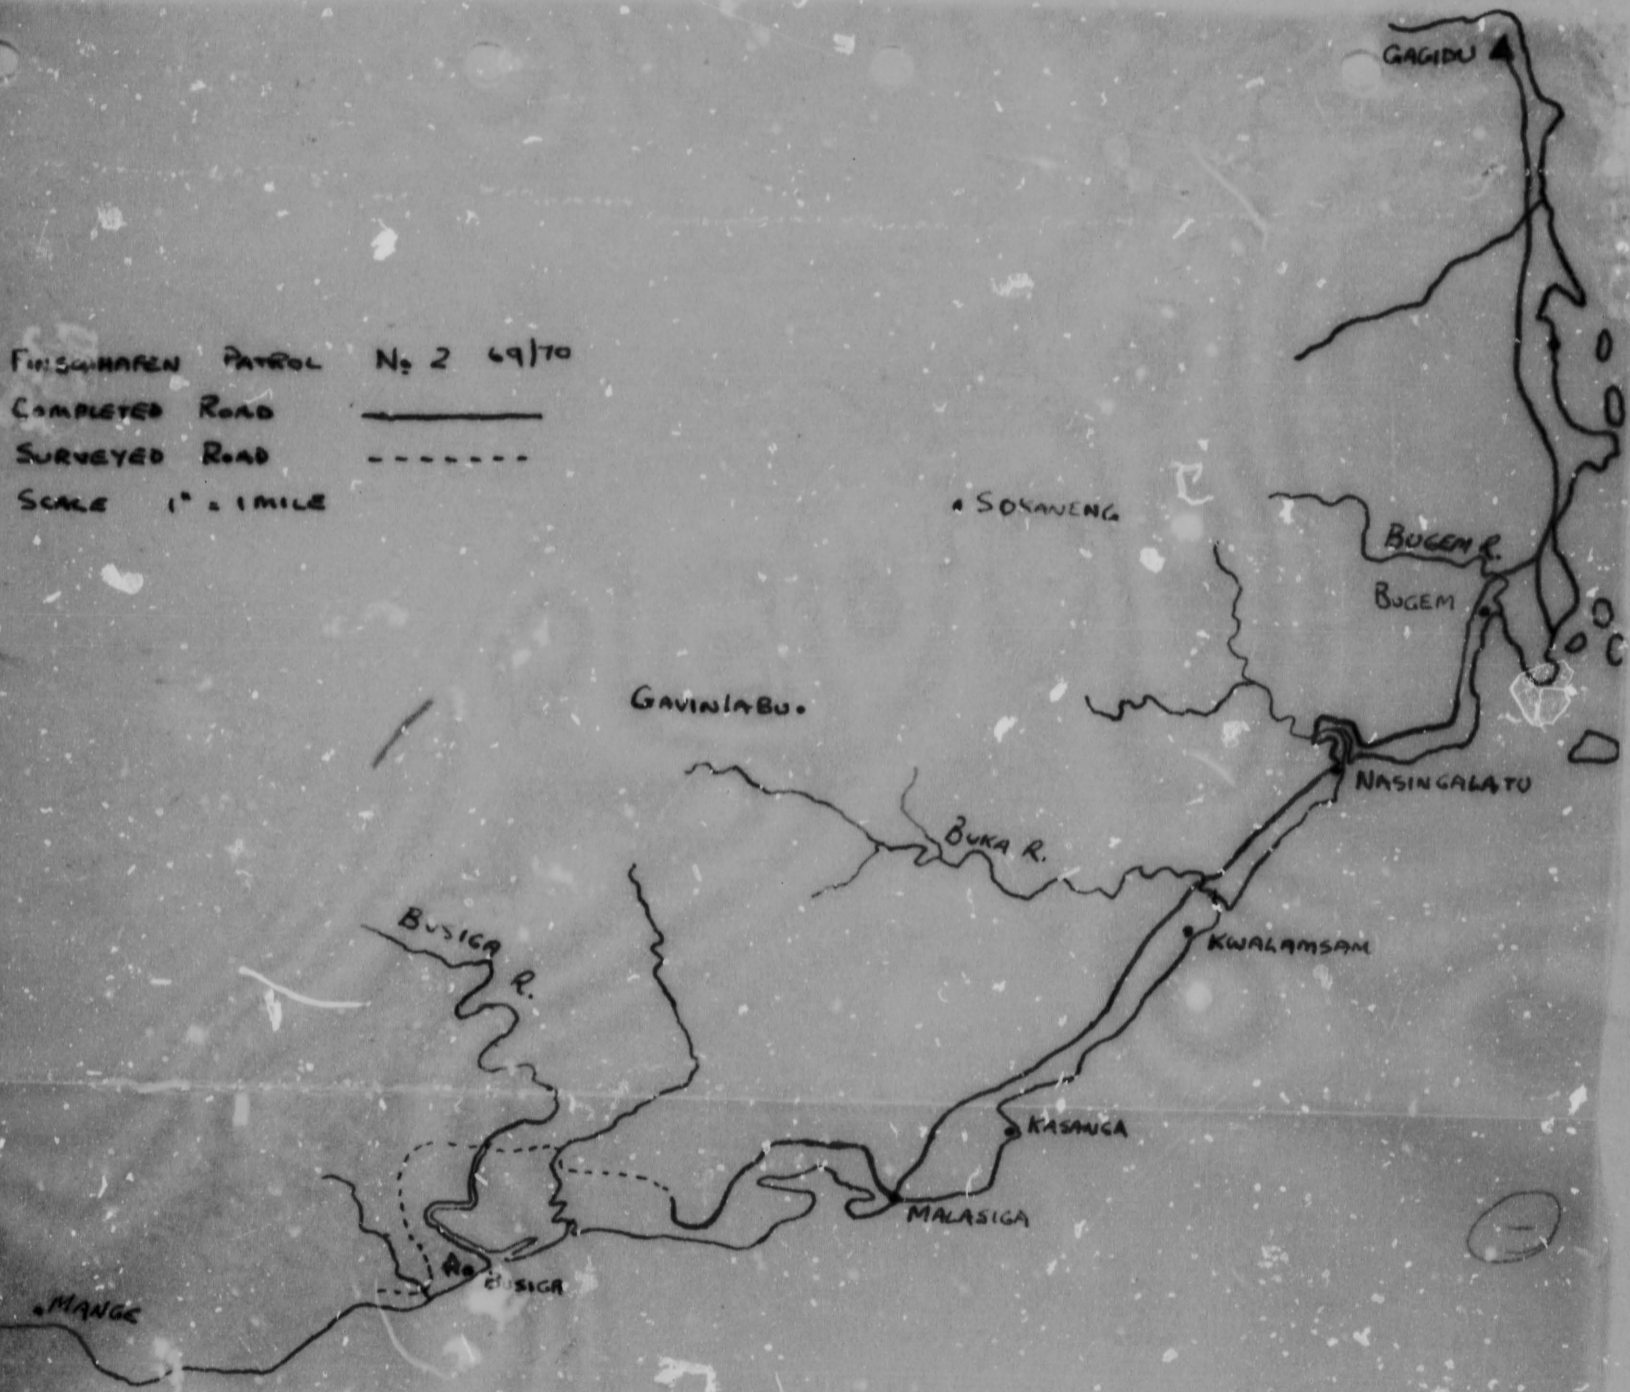 GAGIDU
FINSCHHAFEN PATROL No 2 69/70
COMPLETED ROAD
SURVEYED ROAD
SCALE 1" = 1 MILE
SOKANENG
BUGEM R.
BUGEM
GAVINIABU
NASINGALATU
BUKA R.
KWALAMSAM
BUSIGA R.
KASANGA
MALASIGA
BUSIGA
MANGE